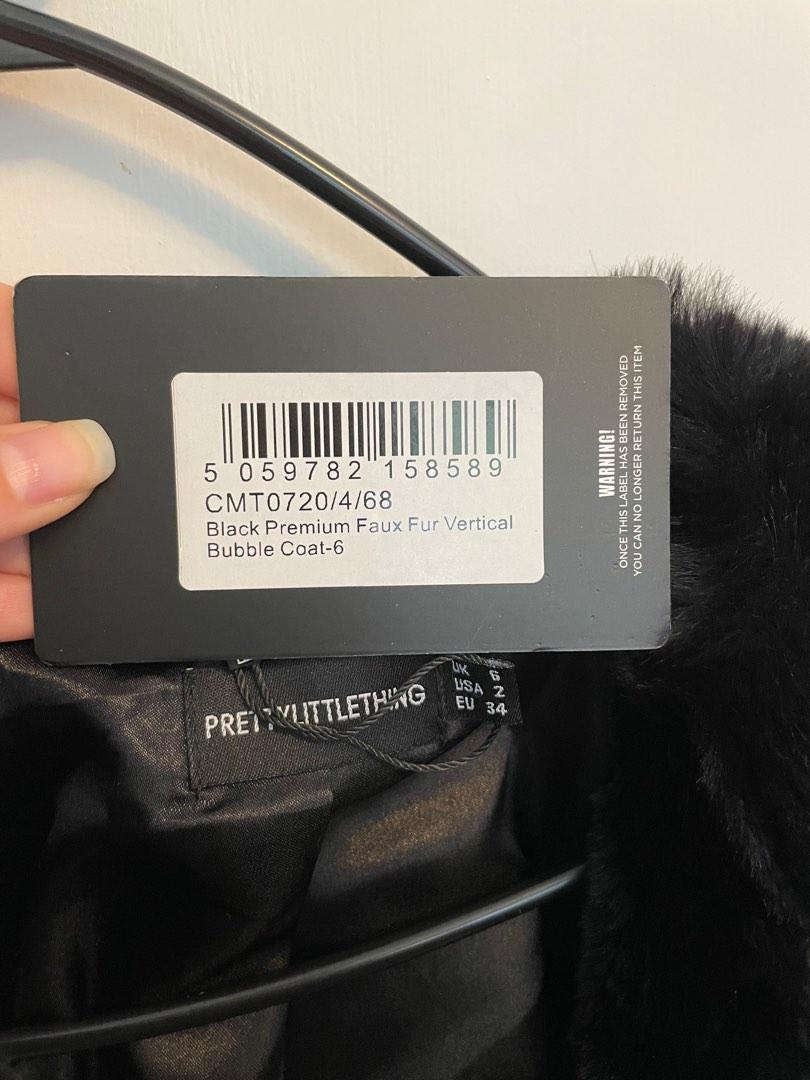 5 059782 158589
CMT0720/4/68
Black Premium Faux Fur Vertical
Bubble Coat-6
WARNING!
ONCE THIS LABEL HAS BEEN REMOVED
YOU CAN NO LONGER RETURN THIS ITEM
PRETTYLITTLETHING
UK 6
USA 2
EU 34